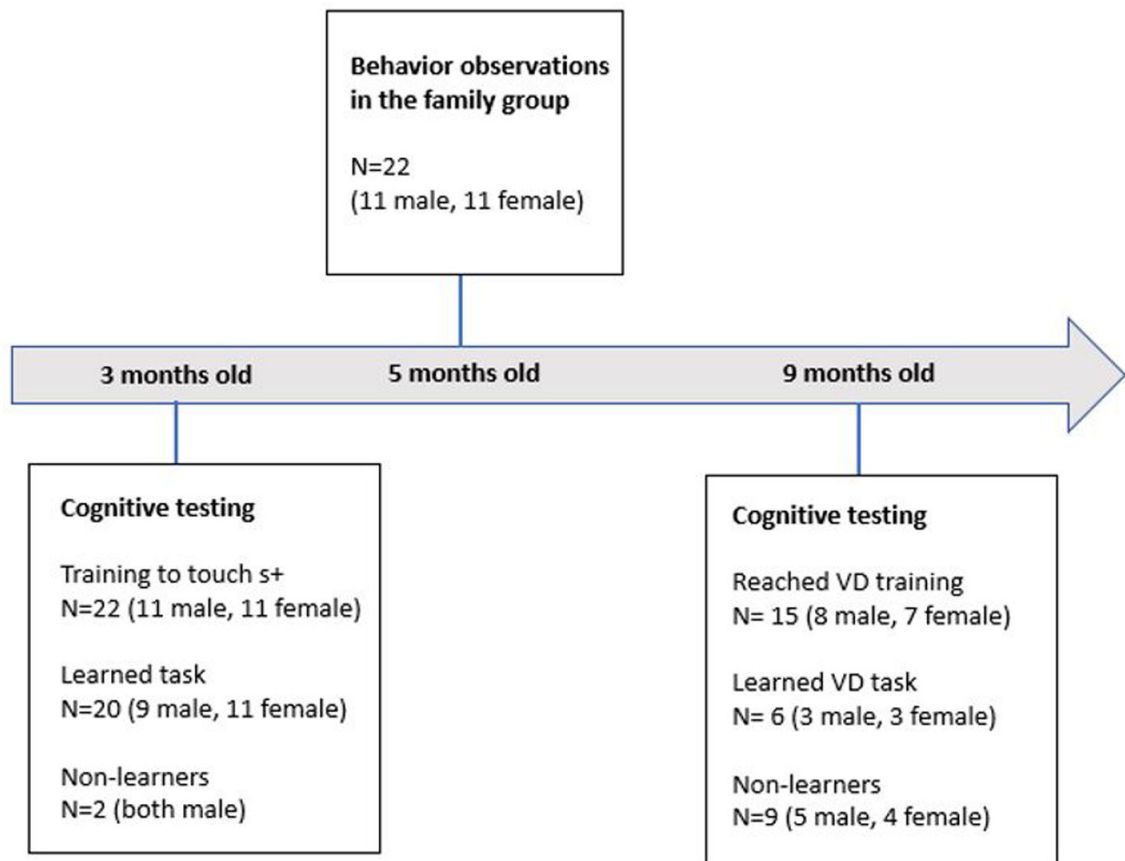 Behavior observations
in the family group
N=22
(11 male, 11 female)
3 months old
5 months old
9 months old
Cognitive testing
Training to touch s+
N=22 (11 male, 11 female)
Learned task
N=20 (9 male, 11 female)
Non-learners
N=2 (both male)
Cognitive testing
Reached VD training
N= 15 (8 male, 7 female)
Learned VD task
N= 6 (3 male, 3 female)
Non-learners
N=9 (5 male, 4 female)